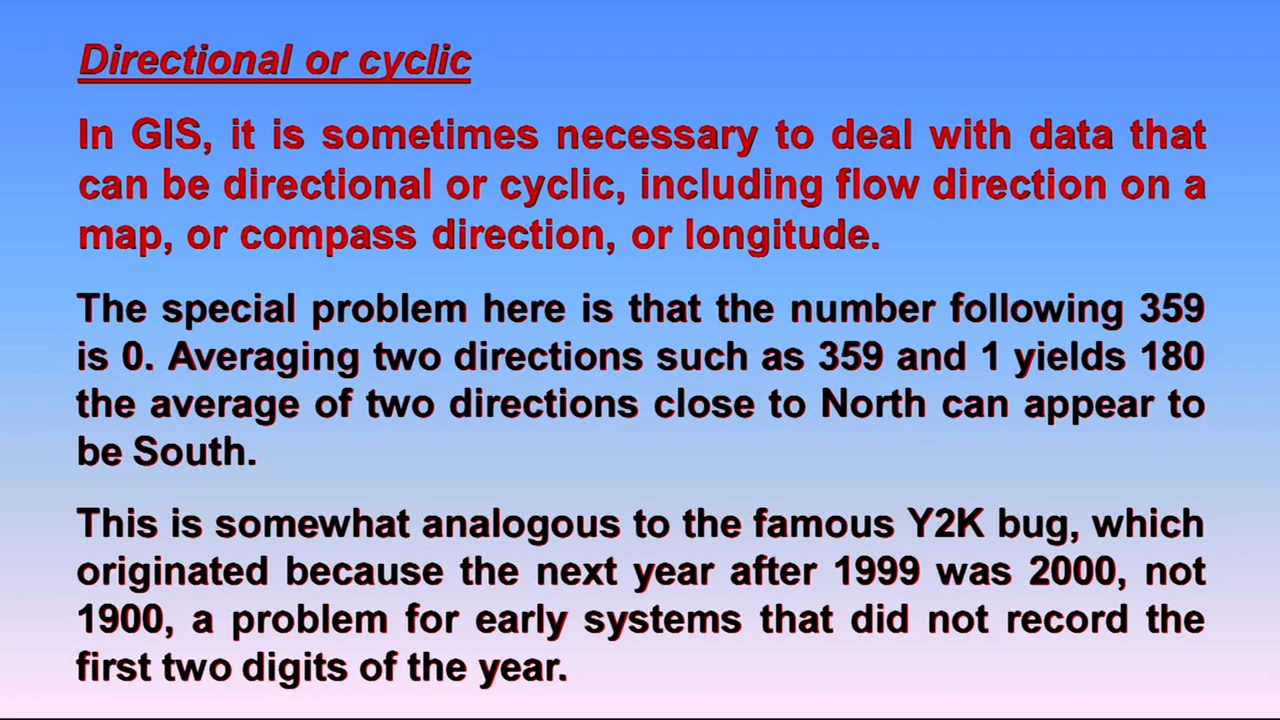 Directional or cyclic
In GIS, it is sometimes necessary to deal with data that
can be directional or cyclic, including flow direction on a
map, or compass direction, or longitude.
The special problem here is that the number following 359
is 0. Averaging two directions such as 359 and 1 yields 180
the average of two directions close to North can appear to
be South.
This is somewhat analogous to the famous Y2K bug, which
originated because the next year after 1999 was 2000, not
1900, a problem for early systems that did not record the
first two digits of the year.